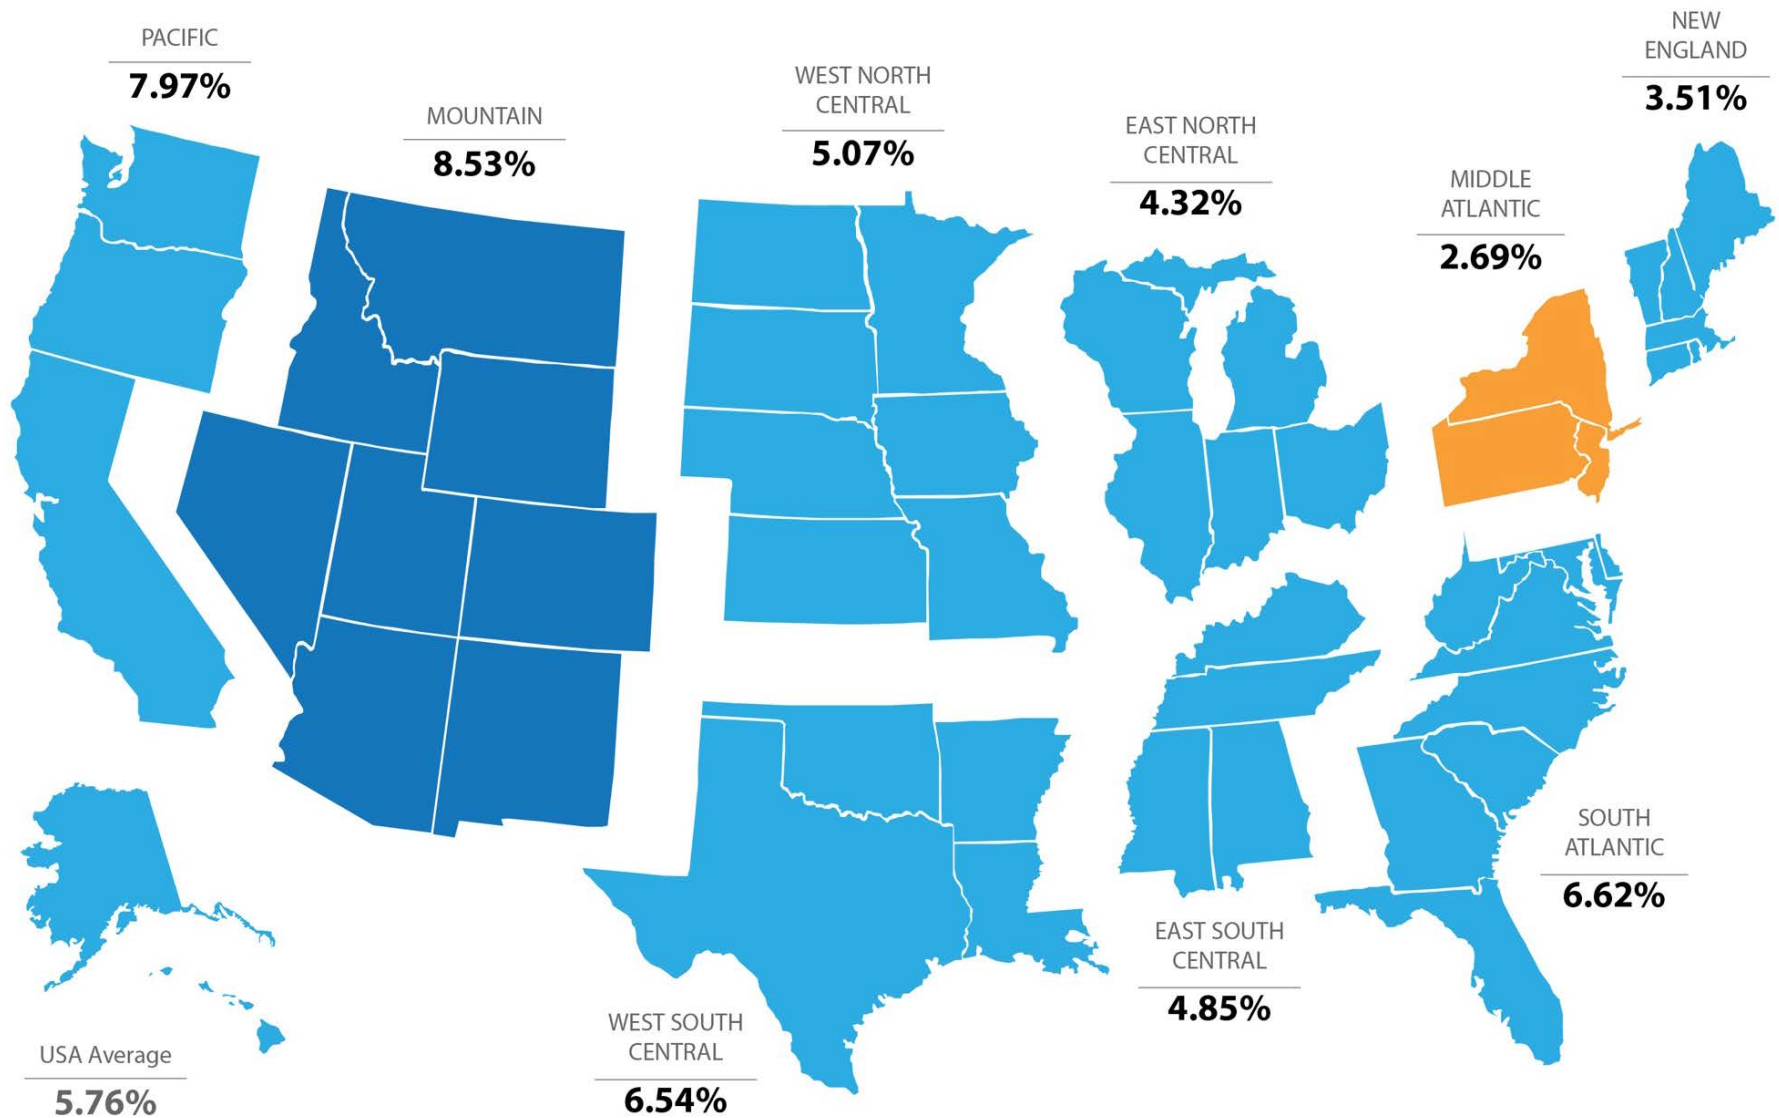 PACIFIC
7.97%
MOUNTAIN
8.53%
WEST NORTH
CENTRAL
5.07%
EAST NORTH
CENTRAL
4.32%
MIDDLE
ATLANTIC
2.69%
NEW
ENGLAND
3.51%
SOUTH
ATLANTIC
6.62%
EAST SOUTH
CENTRAL
4.85%
WEST SOUTH
CENTRAL
6.54%
USA Average
5.76%